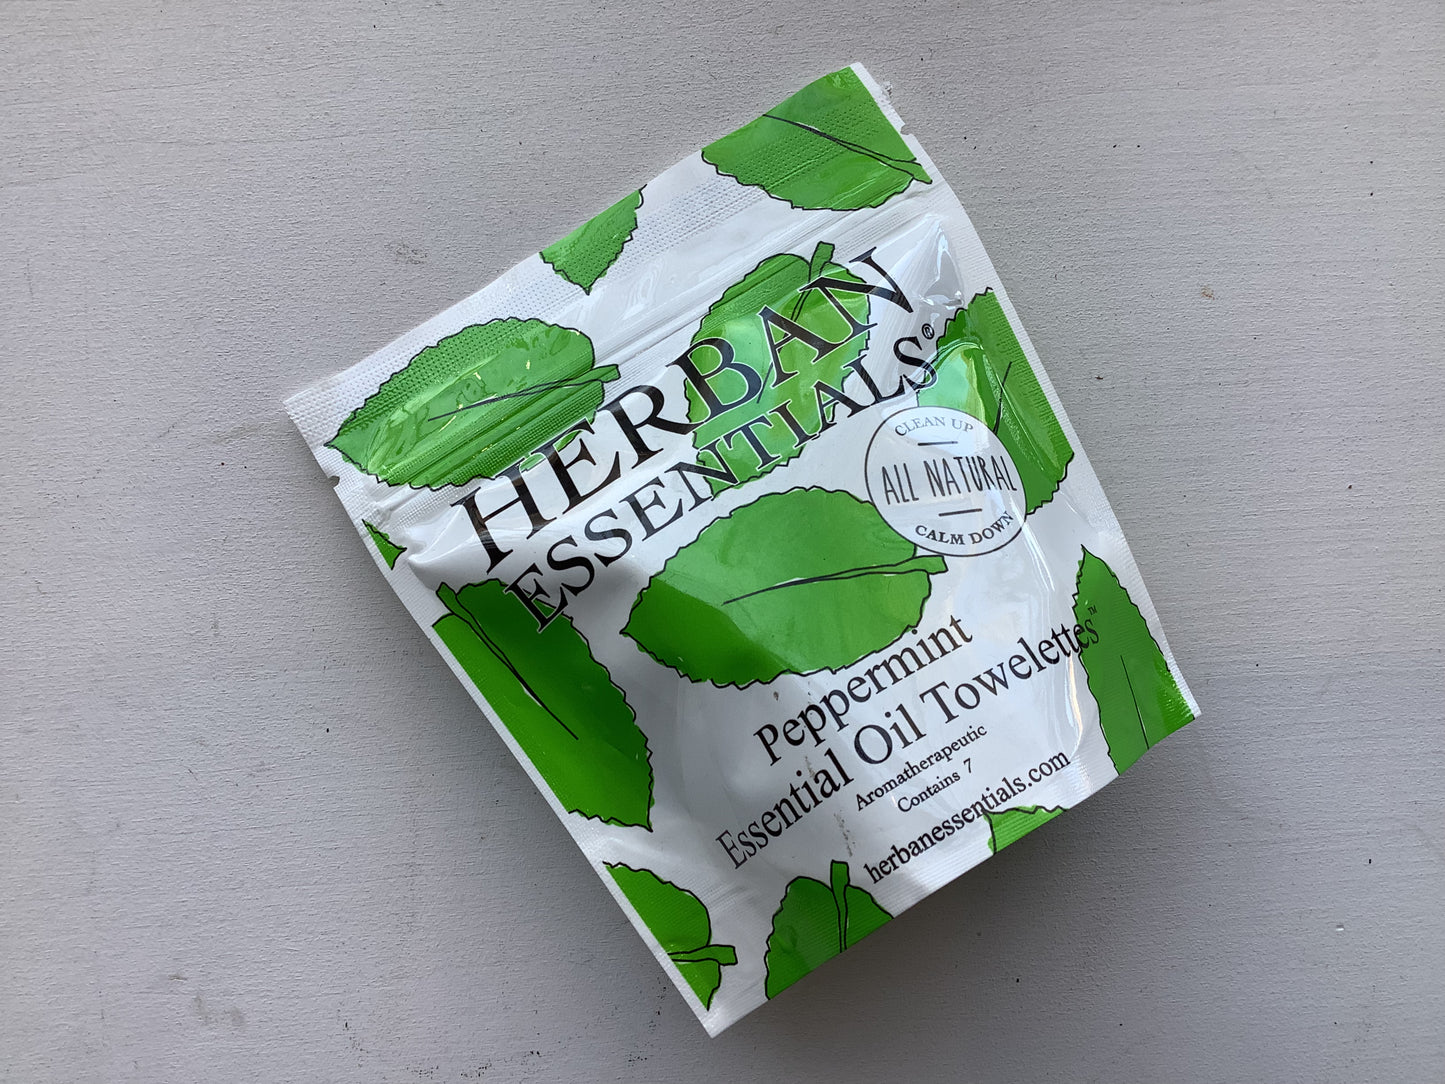 HERBAN
ESSENTIALS®
CLEAN UP
ALL NATURAL
CALM DOWN
Peppermint
Essential Oil Towelettes™
Aromatherapeutic
Contains 7
herbanessentials.com